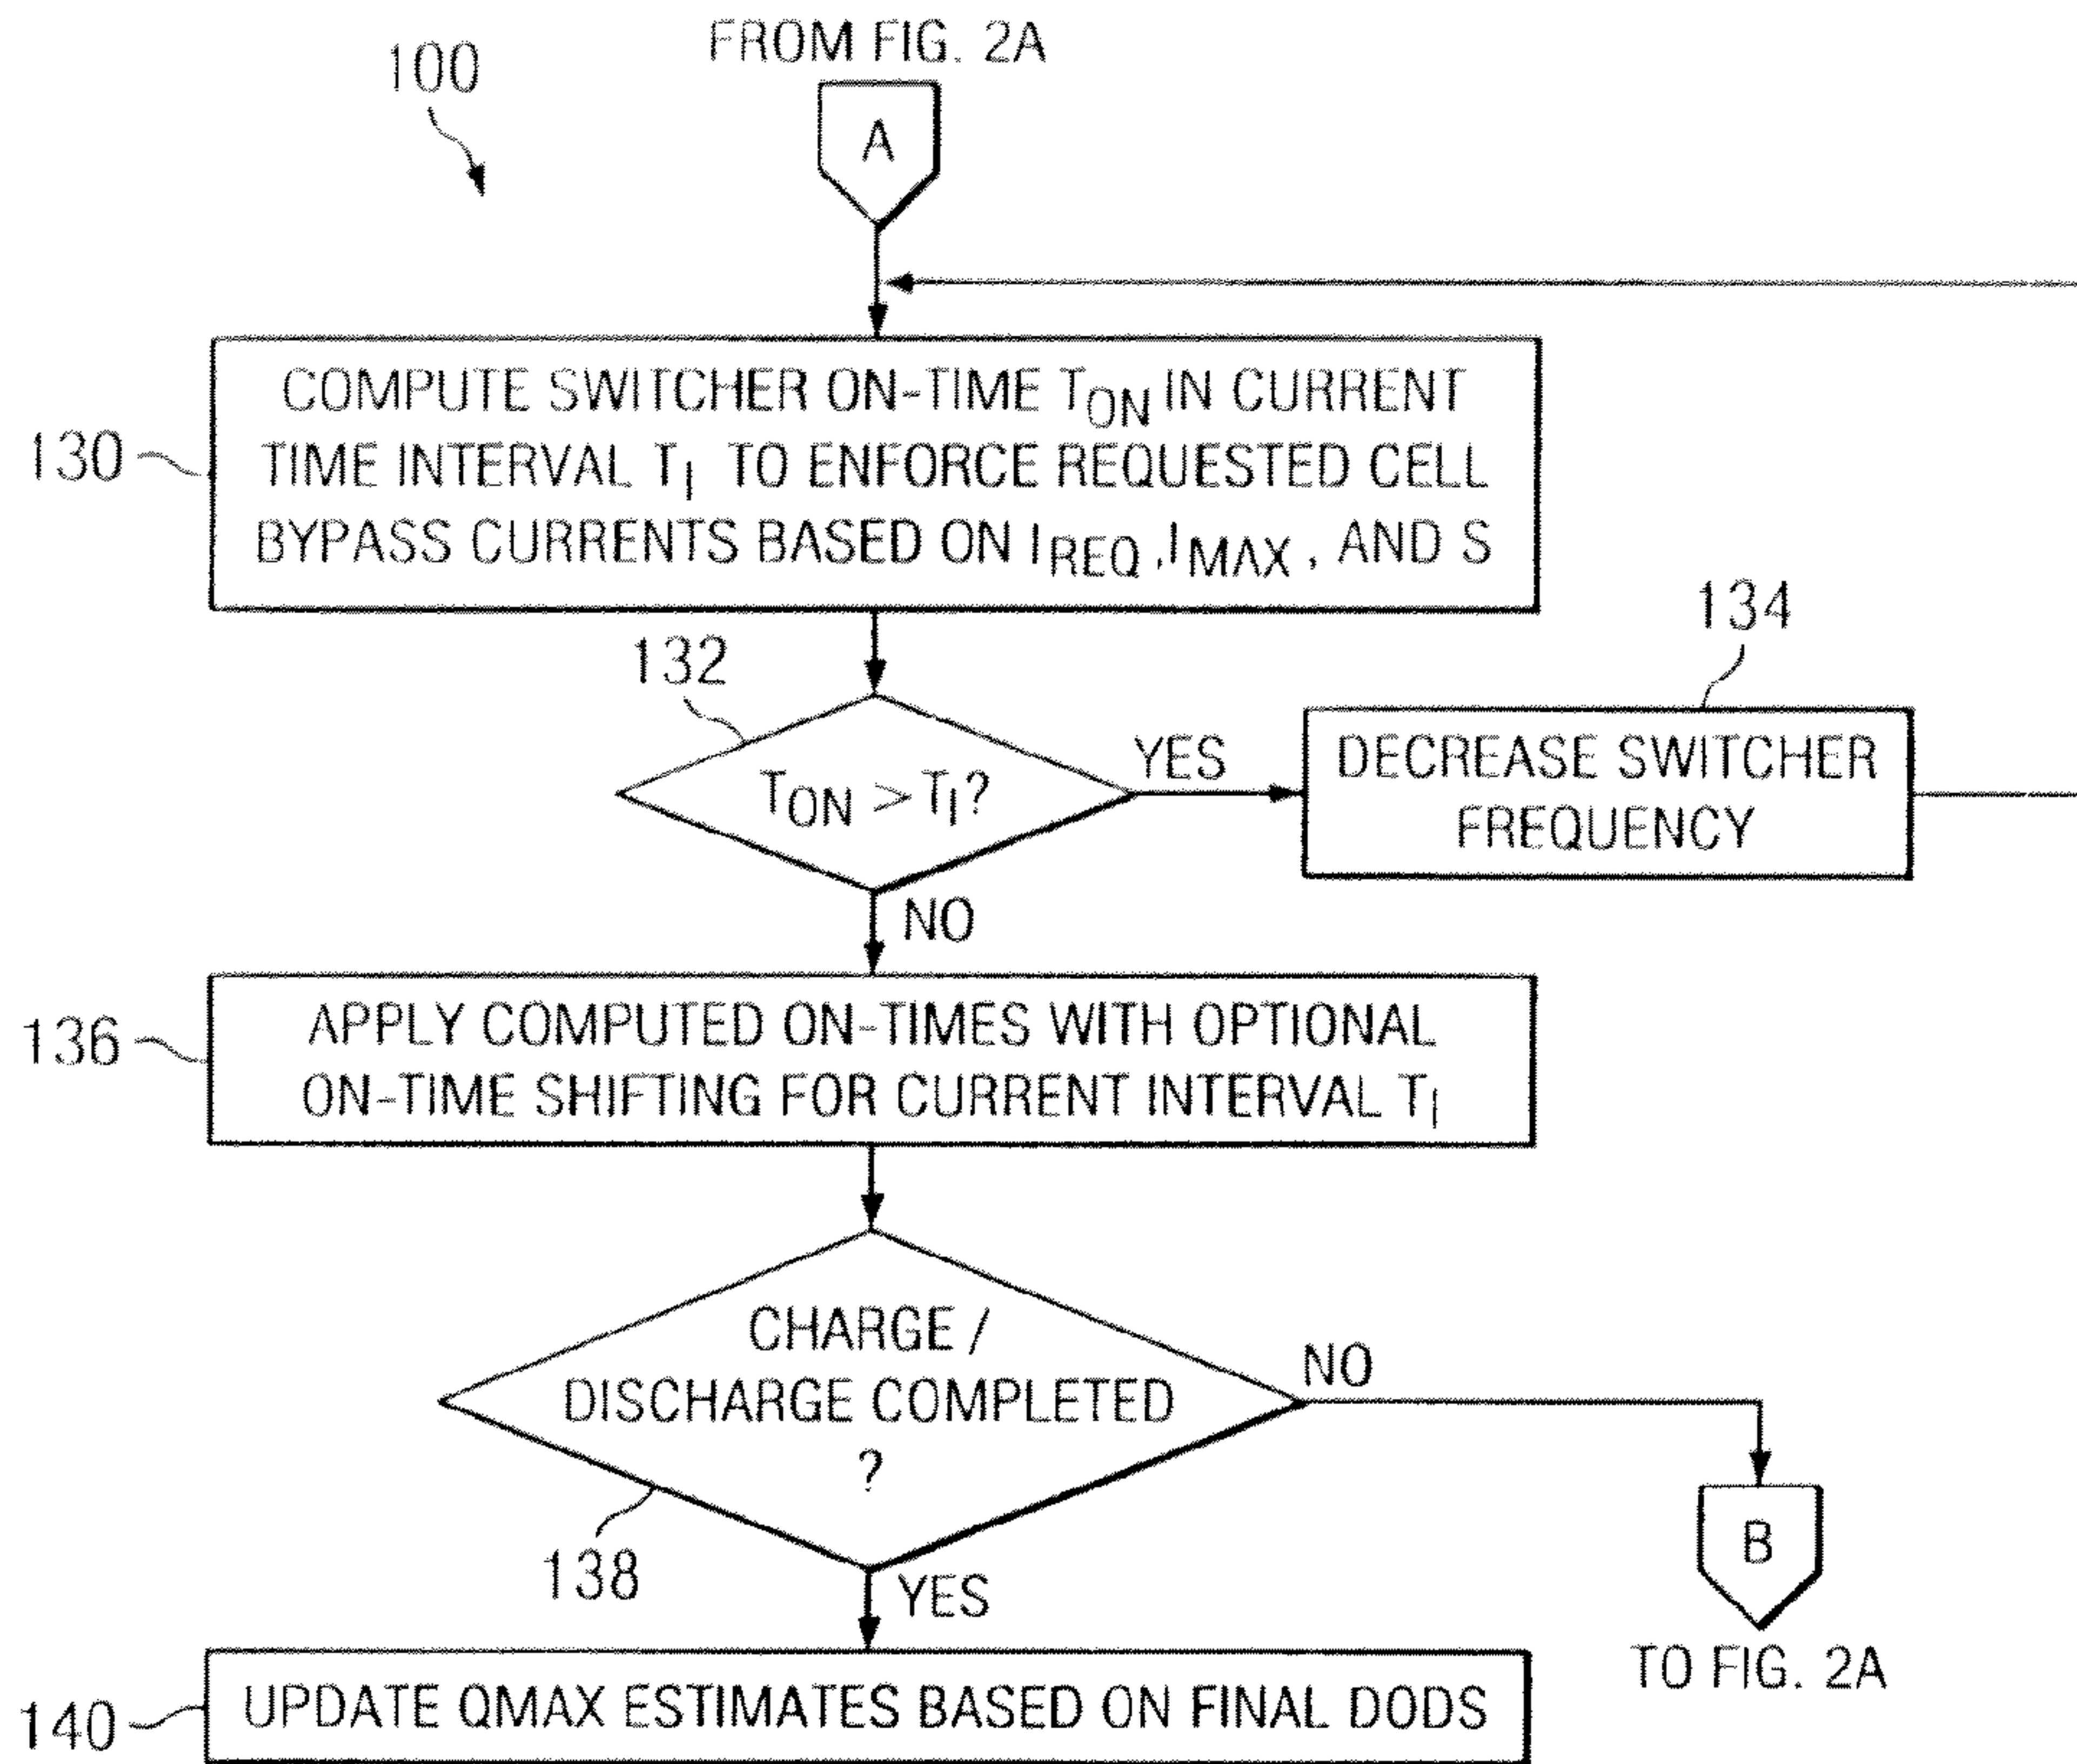 FROM FIG. 2A
100
A
COMPUTE SWITCHER ON-TIME TON IN CURRENT
TIME INTERVAL TI TO ENFORCE REQUESTED CELL
BYPASS CURRENTS BASED ON IREQ ,IMAX , AND S
130
132
TON > TI?
YES
134
DECREASE SWITCHER
FREQUENCY
NO
136
APPLY COMPUTED ON-TIMES WITH OPTIONAL
ON-TIME SHIFTING FOR CURRENT INTERVAL TI
CHARGE /
DISCHARGE COMPLETED
?
NO
138
YES
B
TO FIG. 2A
140
UPDATE QMAX ESTIMATES BASED ON FINAL DODS